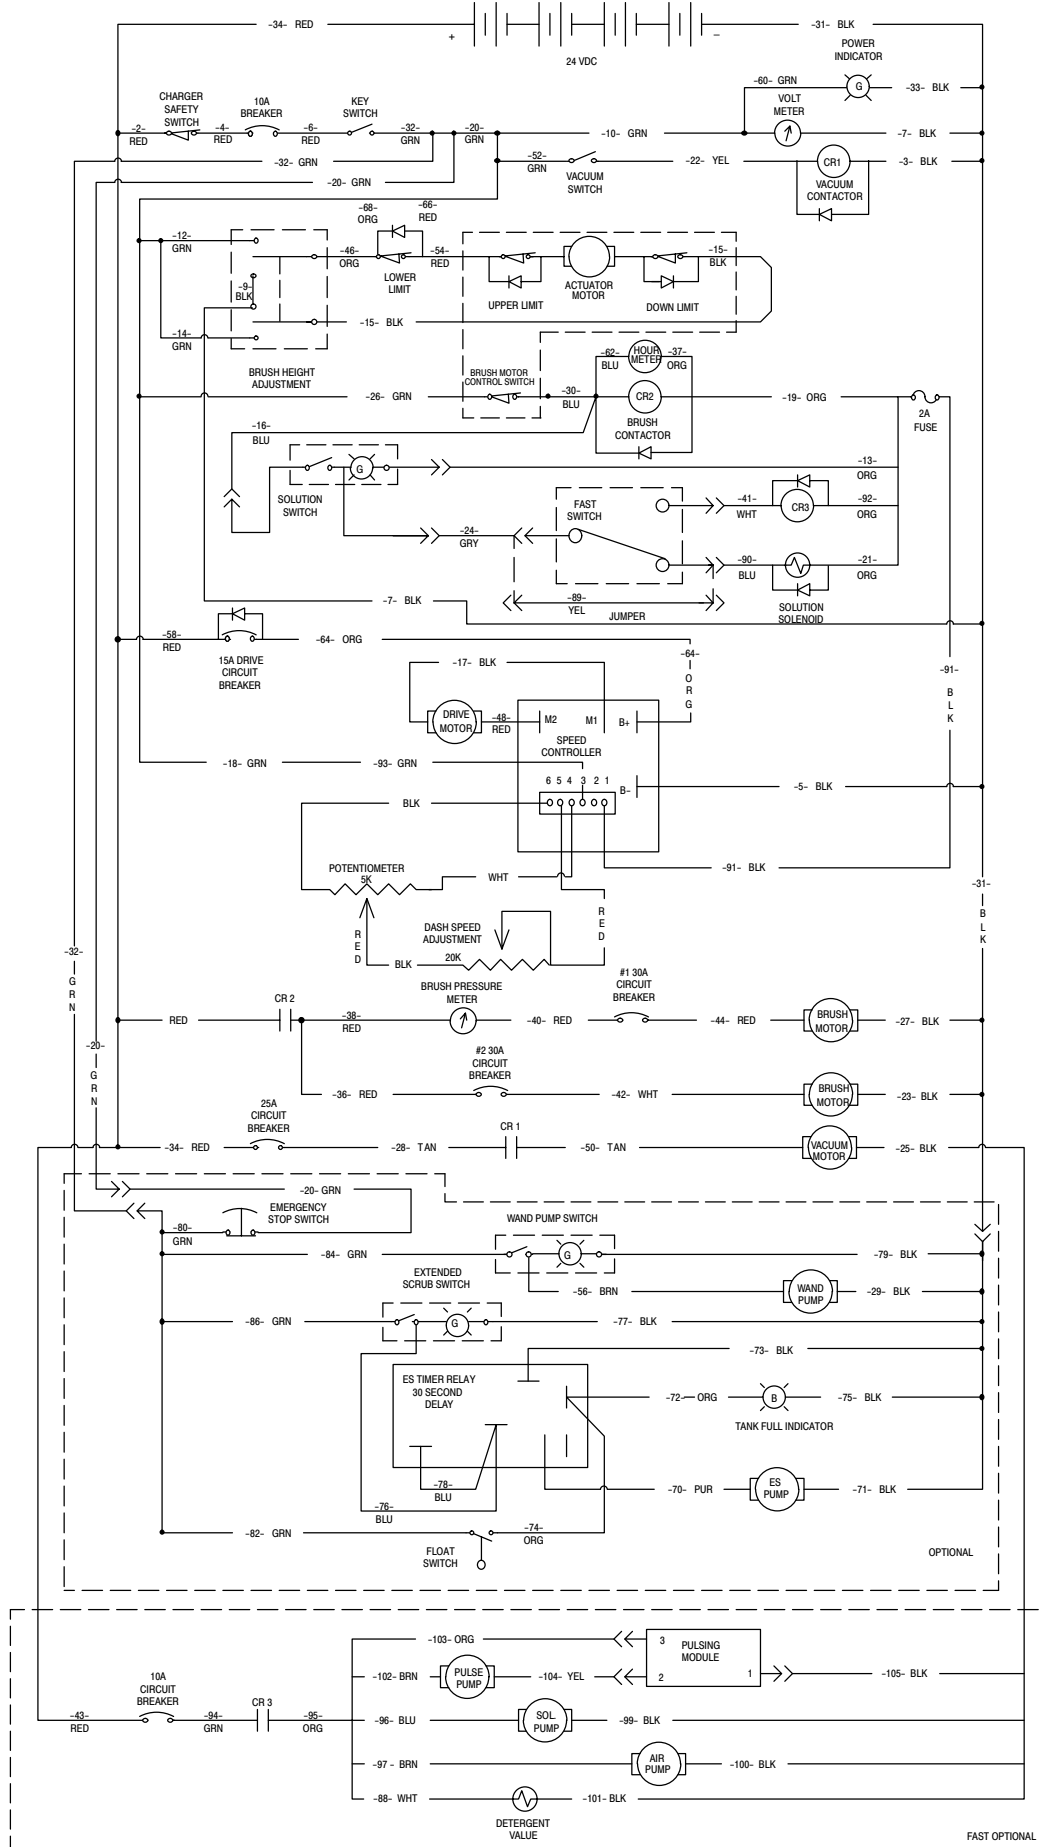 -34- RED
+
–
24 VDC
-31- BLK
POWER
INDICATOR
-60- GRN
G
-33- BLK
CHARGER
SAFETY
SWITCH
10A
BREAKER
KEY
SWITCH
VOLT
METER
-2-
RED
-4-
RED
-6-
RED
-32-
GRN
-20-
GRN
-10- GRN
-7- BLK
-32- GRN
-52-
GRN
VACUUM
SWITCH
-22- YEL
CR1
-3- BLK
VACUUM
CONTACTOR
-20- GRN
-68-
ORG
-66-
RED
-12-
GRN
-46-
ORG
-54-
RED
LOWER
LIMIT
UPPER LIMIT
ACTUATOR
MOTOR
DOWN LIMIT
-15-
BLK
-9-
BLK
-15- BLK
-14-
GRN
BRUSH HEIGHT
ADJUSTMENT
BRUSH MOTOR
CONTROL SWITCH
-62-
BLU
HOUR
METER
-37-
ORG
-26- GRN
-30-
BLU
CR2
BRUSH
CONTACTOR
-19- ORG
2A
FUSE
-16-
BLU
G
SOLUTION
SWITCH
-13-
ORG
FAST
SWITCH
-41-
WHT
CR3
-92-
ORG
-24-
GRY
-90-
BLU
-21-
ORG
SOLUTION
SOLENOID
-89-
YEL
JUMPER
-7- BLK
-58-
RED
-64- ORG
15A DRIVE
CIRCUIT
BREAKER
-64-
O
R
G
-91-
B
L
K
-17- BLK
DRIVE
MOTOR
-48-
RED
M2
M1
B+
SPEED
CONTROLLER
-18- GRN
-93- GRN
6 5 4 3 2 1
B-
-5- BLK
BLK
-91- BLK
POTENTIOMETER
5K
WHT
-31-
B
L
K
R
E
D
BLK
DASH SPEED
ADJUSTMENT
20K
R
E
D
-32-
G
R
N
BRUSH PRESSURE
METER
#1 30A
CIRCUIT
BREAKER
RED
CR 2
-38-
RED
-40- RED
-44- RED
BRUSH
MOTOR
-27- BLK
-20-
G
R
N
#2 30A
CIRCUIT
BREAKER
-36- RED
-42- WHT
BRUSH
MOTOR
-23- BLK
25A
CIRCUIT
BREAKER
-34- RED
-28- TAN
CR 1
-50- TAN
VACUUM
MOTOR
-25- BLK
-20- GRN
EMERGENCY
STOP SWITCH
-80-
GRN
WAND PUMP SWITCH
-84- GRN
G
-79- BLK
EXTENDED
SCRUB SWITCH
-56- BRN
WAND
PUMP
-29- BLK
-86- GRN
G
-77- BLK
-73- BLK
ES TIMER RELAY
30 SECOND
DELAY
-72- ORG
B
-75- BLK
TANK FULL INDICATOR
-78-
BLU
-70- PUR
ES
PUMP
-71- BLK
-76-
BLU
-82- GRN
-74-
ORG
FLOAT
SWITCH
OPTIONAL
-103- ORG
3
PULSING
MODULE
-102- BRN
PULSE
PUMP
-104- YEL
2
1
-105- BLK
10A
CIRCUIT
BREAKER
-43-
RED
-94-
GRN
CR 3
-95-
ORG
-96- BLU
SOL.
PUMP
-99- BLK
-97 - BRN
AIR
PUMP
-100- BLK
-88- WHT
-101- BLK
DETERGENT
VALUE
FAST OPTIONAL